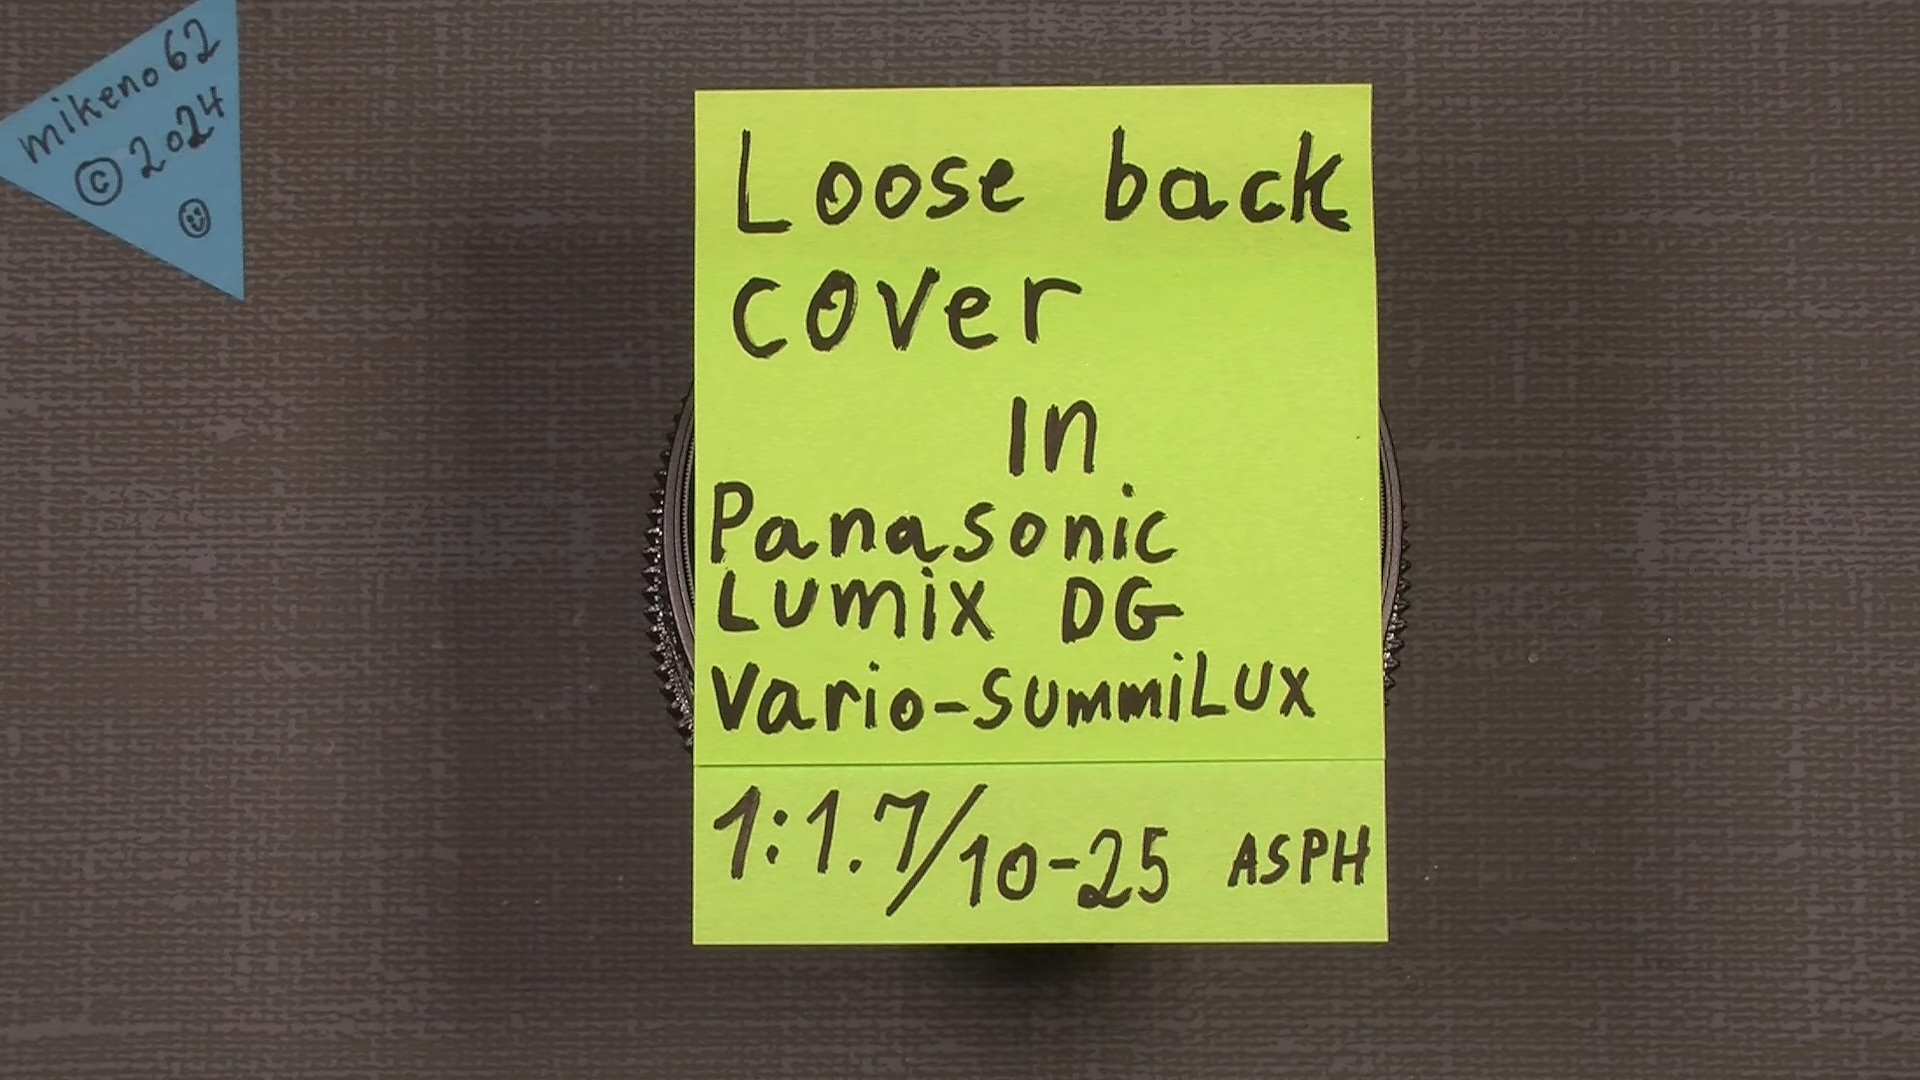 mikeno62
© 2024
Loose back
cover
In
Panasonic
Lumix DG
Vario-Summilux
1:1.7/10-25 ASPH